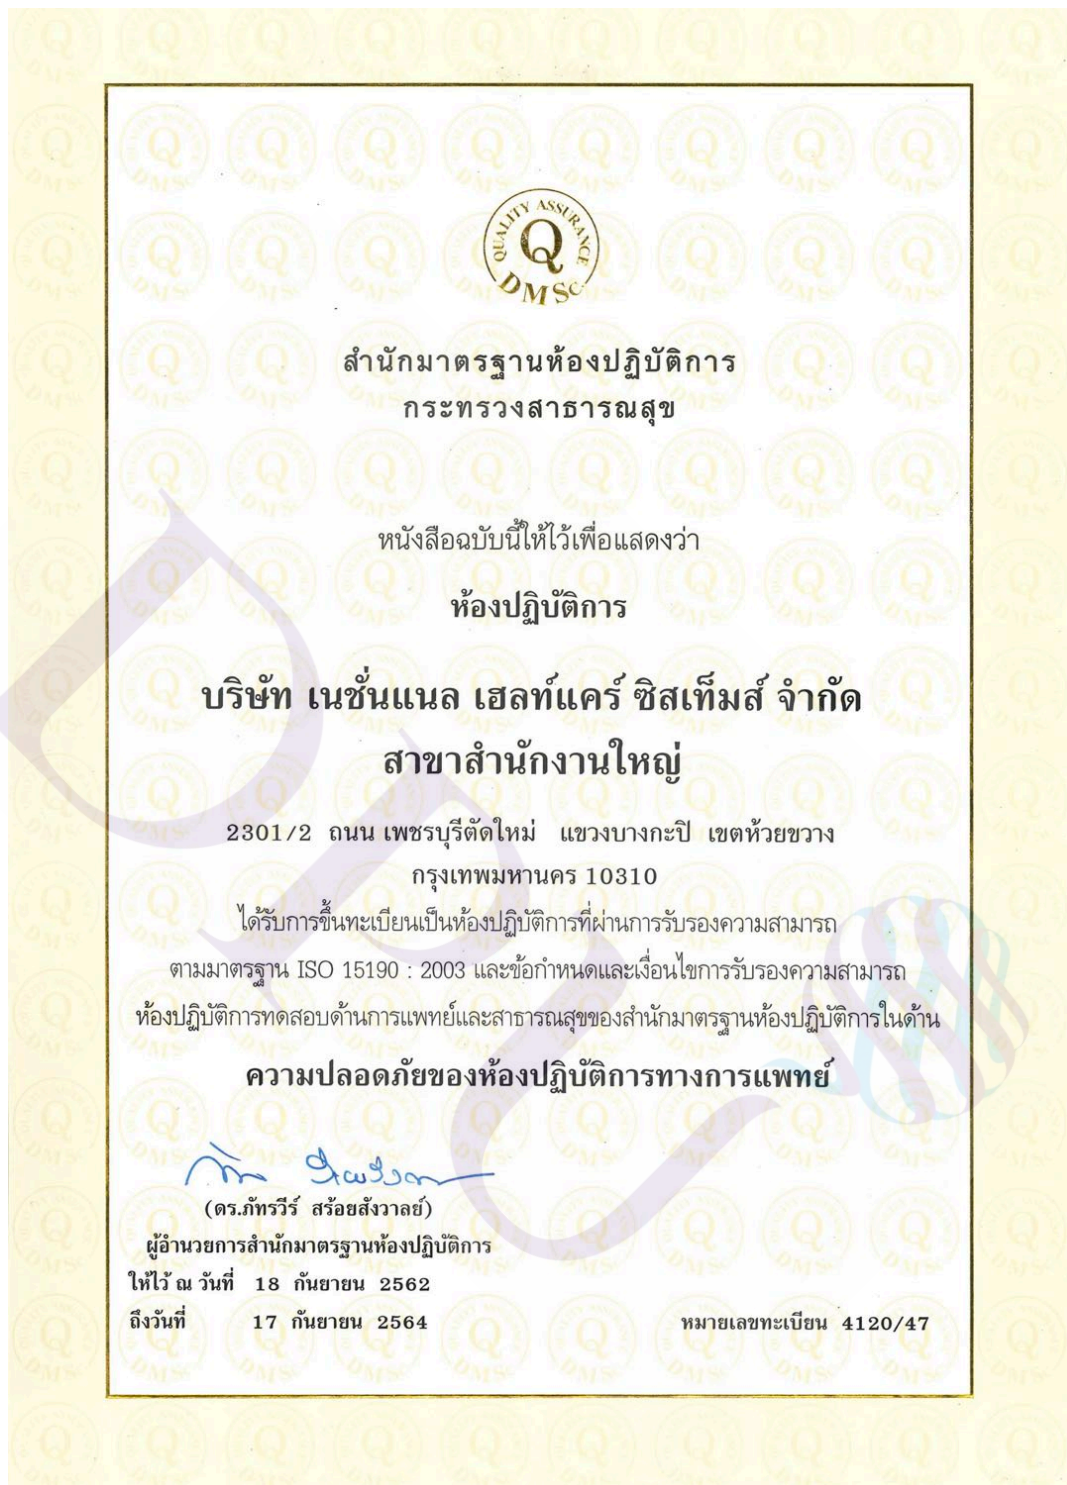 QUALITY ASSURANCE
Q
DMSc
สำนักมาตรฐานห้องปฏิบัติการ
กระทรวงสาธารณสุข
หนังสือฉบับนี้ให้ไว้เพื่อแสดงว่า
ห้องปฏิบัติการ
บริษัท เนชั่นแนล เฮลท์แคร์ ซิสเท็มส์ จำกัด
สาขาสำนักงานใหญ่
2301/2 ถนน เพชรบุรีตัดใหม่ แขวงบางกะปิ เขตห้วยขวาง
กรุงเทพมหานคร 10310
ได้รับการขึ้นทะเบียนเป็นห้องปฏิบัติการที่ผ่านการรับรองความสามารถ
ตามมาตรฐาน ISO 15190 : 2003 และข้อกำหนดและเงื่อนไขการรับรองความสามารถ
ห้องปฏิบัติการทดสอบด้านการแพทย์และสาธารณสุขของสำนักมาตรฐานห้องปฏิบัติการในด้าน
ความปลอดภัยของห้องปฏิบัติการทางการแพทย์
(ดร.ภัทรวีร์ สร้อยสังวาลย์)
ผู้อำนวยการสำนักมาตรฐานห้องปฏิบัติการ
ให้ไว้ ณ วันที่ 18 กันยายน 2562
ถึงวันที่ 17 กันยายน 2564
หมายเลขทะเบียน 4120/47